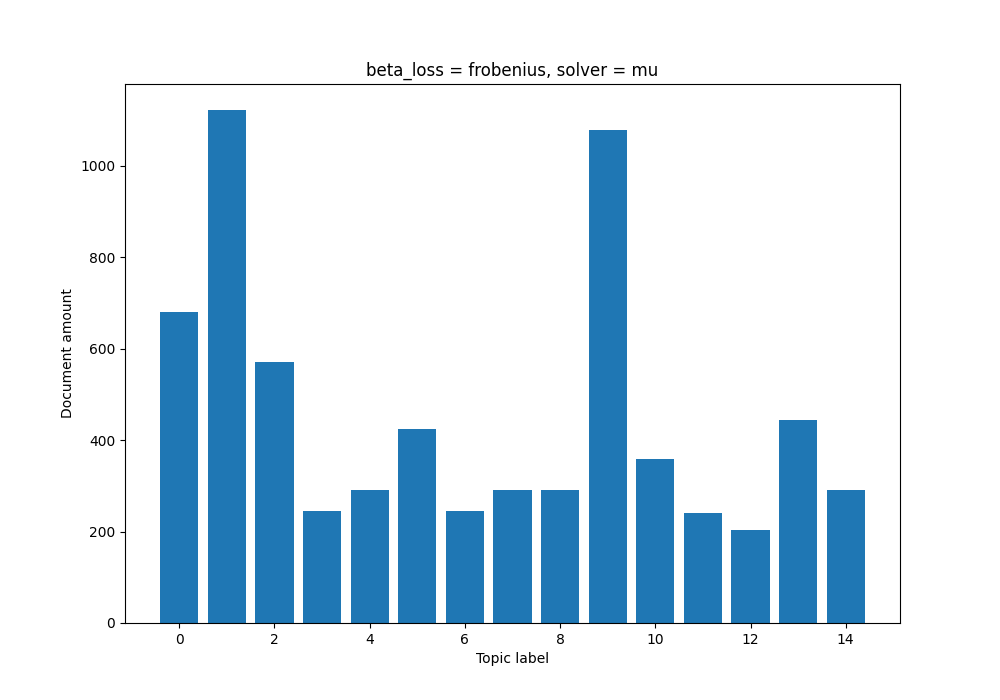 beta_loss = frobenius, solver = mu
1000
800
600
400
200
0
Document amount
0 2 4 6 8 10 12 14
Topic label